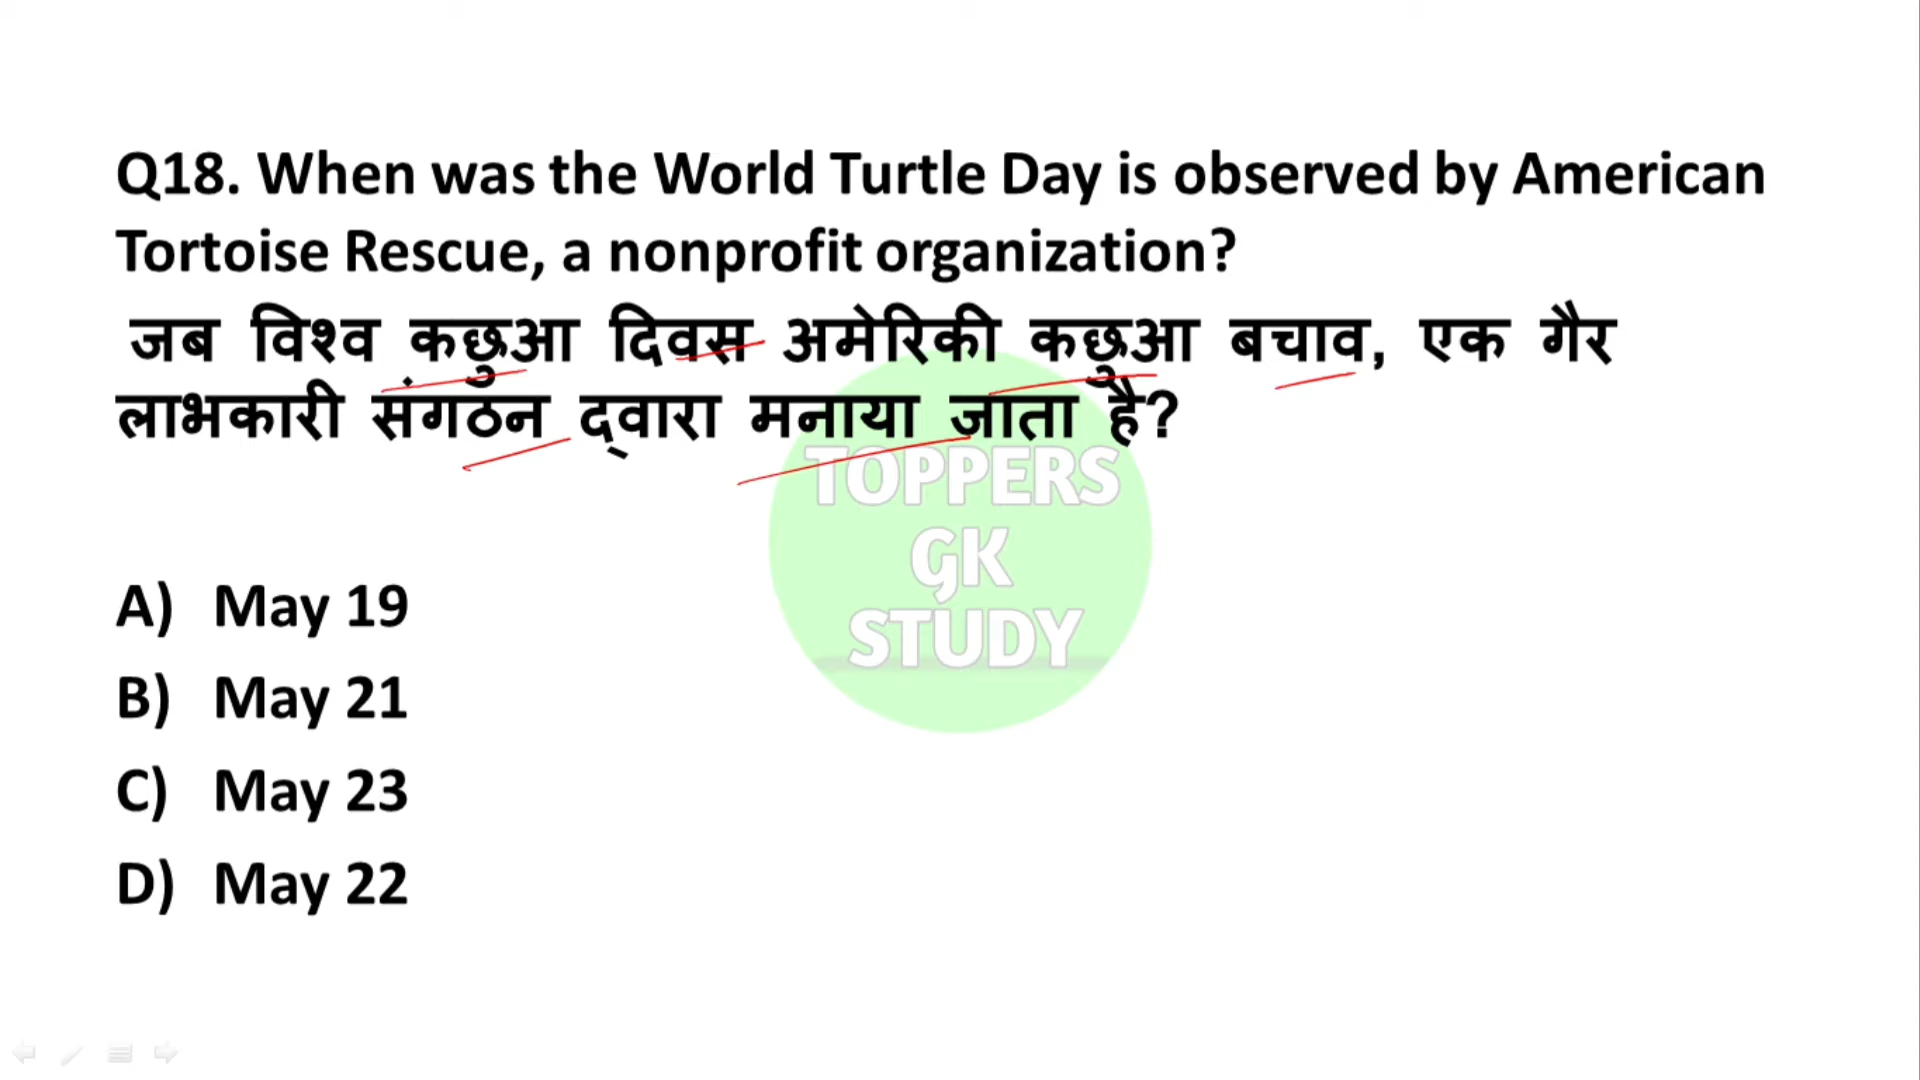 Q18. When was the World Turtle Day is observed by American
Tortoise Rescue, a nonprofit organization?
जब विश्व कछुआ दिवस अमेरिकी कछुआ बचाव, एक गैर
लाभकारी संगठन द्वारा मनाया जाता है?
TOPPERS
GK
STUDY
A) May 19
B) May 21
C) May 23
D) May 22